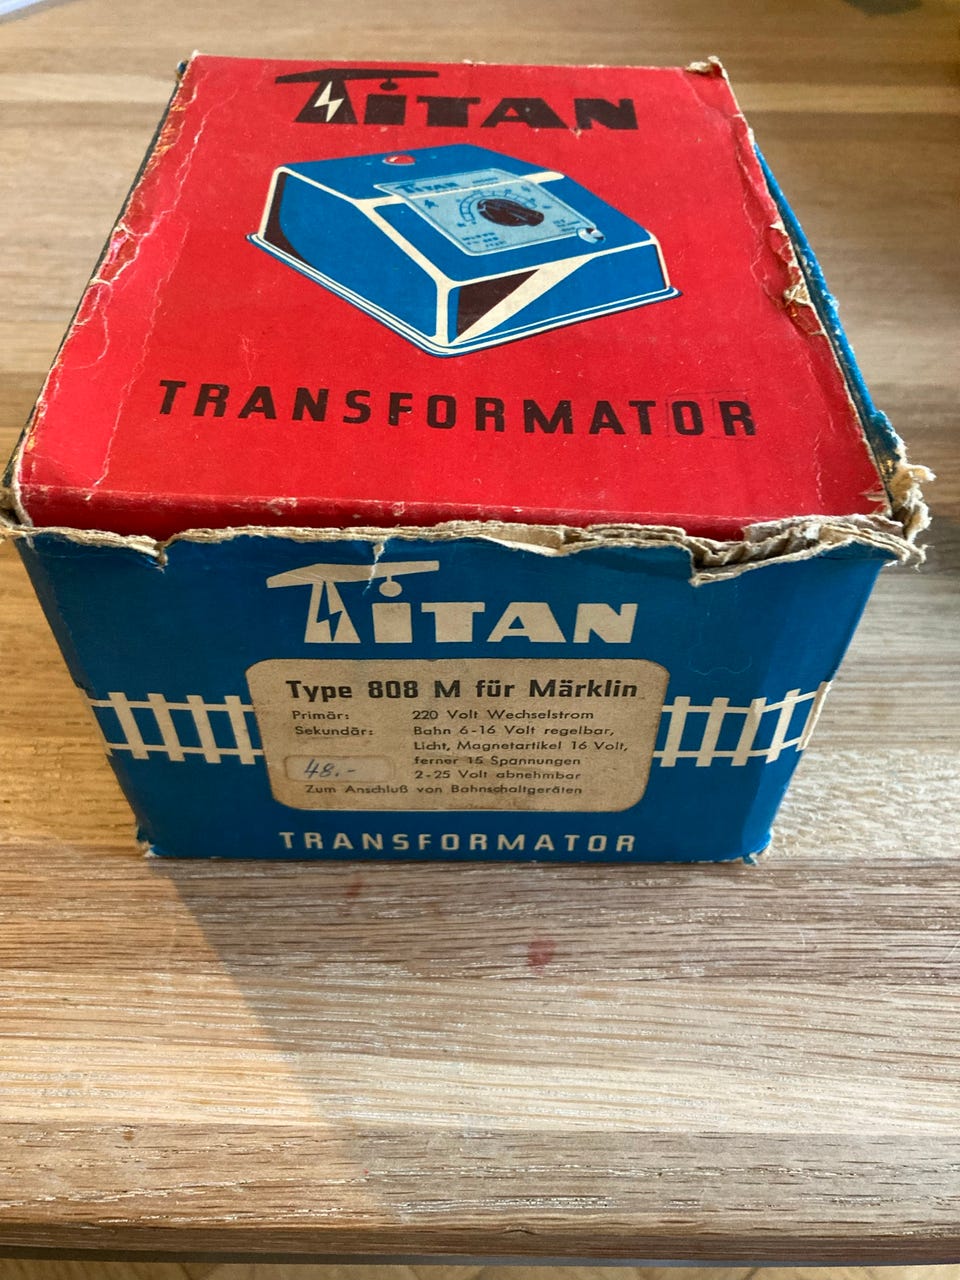 TITAN
TITAN
TRANSFORMATOR
TITAN
Type 808 M für Märklin
Primär: 220 Volt Wechselstrom
Sekundär: Bahn 6-16 Volt regelbar,
Licht, Magnetartikel 16 Volt,
ferner 15 Spannungen
48.- 2-25 Volt abnehmbar
Zum Anschluß von Bahnschaltgeräten
TRANSFORMATOR